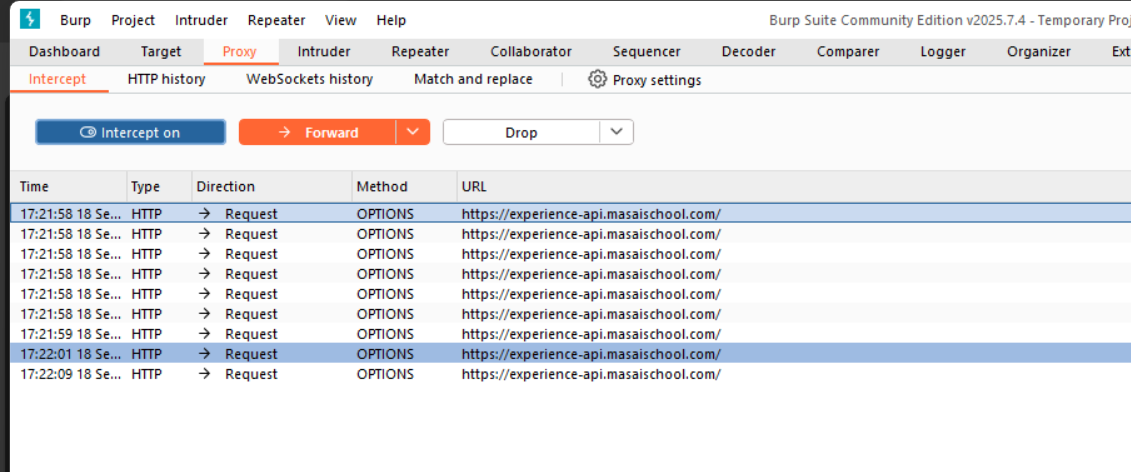 Burp Project Intruder Repeater View Help Burp Suite Community Edition v2025.7.4 - Temporary Proj
Dashboard Target Proxy Intruder Repeater Collaborator Sequencer Decoder Comparer Logger Organizer Ext
Intercept HTTP history WebSockets history Match and replace Proxy settings
Intercept on Forward Drop
Time Type Direction Method URL
17:21:58 18 Se... HTTP → Request OPTIONS https://experience-api.masaischool.com/
17:21:58 18 Se... HTTP → Request OPTIONS https://experience-api.masaischool.com/
17:21:58 18 Se... HTTP → Request OPTIONS https://experience-api.masaischool.com/
17:21:58 18 Se... HTTP → Request OPTIONS https://experience-api.masaischool.com/
17:21:58 18 Se... HTTP → Request OPTIONS https://experience-api.masaischool.com/
17:21:58 18 Se... HTTP → Request OPTIONS https://experience-api.masaischool.com/
17:21:59 18 Se... HTTP → Request OPTIONS https://experience-api.masaischool.com/
17:22:01 18 Se... HTTP → Request OPTIONS https://experience-api.masaischool.com/
17:22:09 18 Se... HTTP → Request OPTIONS https://experience-api.masaischool.com/